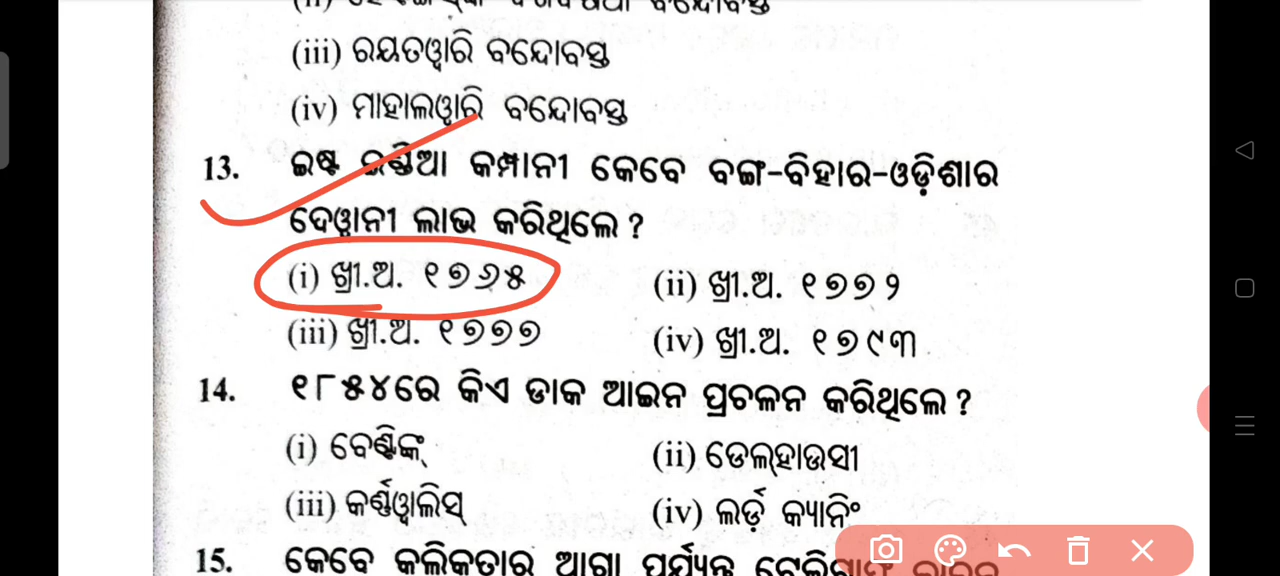 (iii) ରୟତୱାରି ବନ୍ଦୋବସ୍ତ
(iv) ମାହାଲୱାରି ବନ୍ଦୋବସ୍ତ
13. ଇଷ୍ଟ ଇଣ୍ଡିଆ କମ୍ପାନୀ କେବେ ବଙ୍ଗ-ବିହାର-ଓଡ଼ିଶାର
ଦେୱାନୀ ଲାଭ କରିଥିଲେ ?
(i) ଖ୍ରୀ.ଅ. ୧୭୬୫ (ii) ଖ୍ରୀ.ଅ. ୧୭୭୨
(iii) ଖ୍ରୀ.ଅ. ୧୭୭୭ (iv) ଖ୍ରୀ.ଅ. ୧୭୯୩
14. ୧୮୫୪ରେ କିଏ ଡାକ ଆଇନ ପ୍ରଚଳନ କରିଥିଲେ ?
(i) ବେଣ୍ଟିଙ୍କ୍ (ii) ଡେଲ୍‌ହାଉସୀ
(iii) କର୍ଣ୍ଣୱାଲିସ୍ (iv) ଲର୍ଡ଼ କ୍ୟାନିଂ
15. କେବେ କଲିକତାରୁ ଆଗ୍ରା ପର୍ଯ୍ୟନ୍ତ